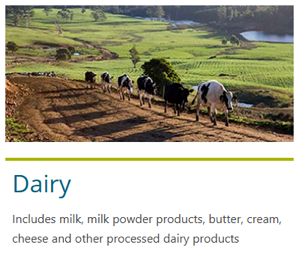 Dairy
Includes milk, milk powder products, butter, cream,
cheese and other processed dairy products